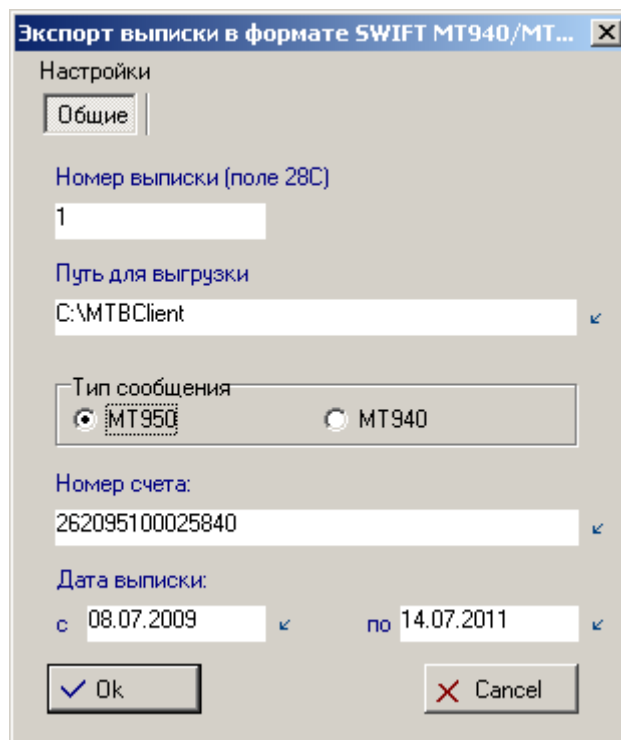 Экспорт выписки в формате SWIFT MT940/MT...
Настройки
Общие
Номер выписки (поле 28С)
1
Путь для выгрузки
C:\MTBClient
Тип сообщения
MT950 MT940
Номер счета:
262095100025840
Дата выписки:
с 08.07.2009 по 14.07.2011
Ok Cancel